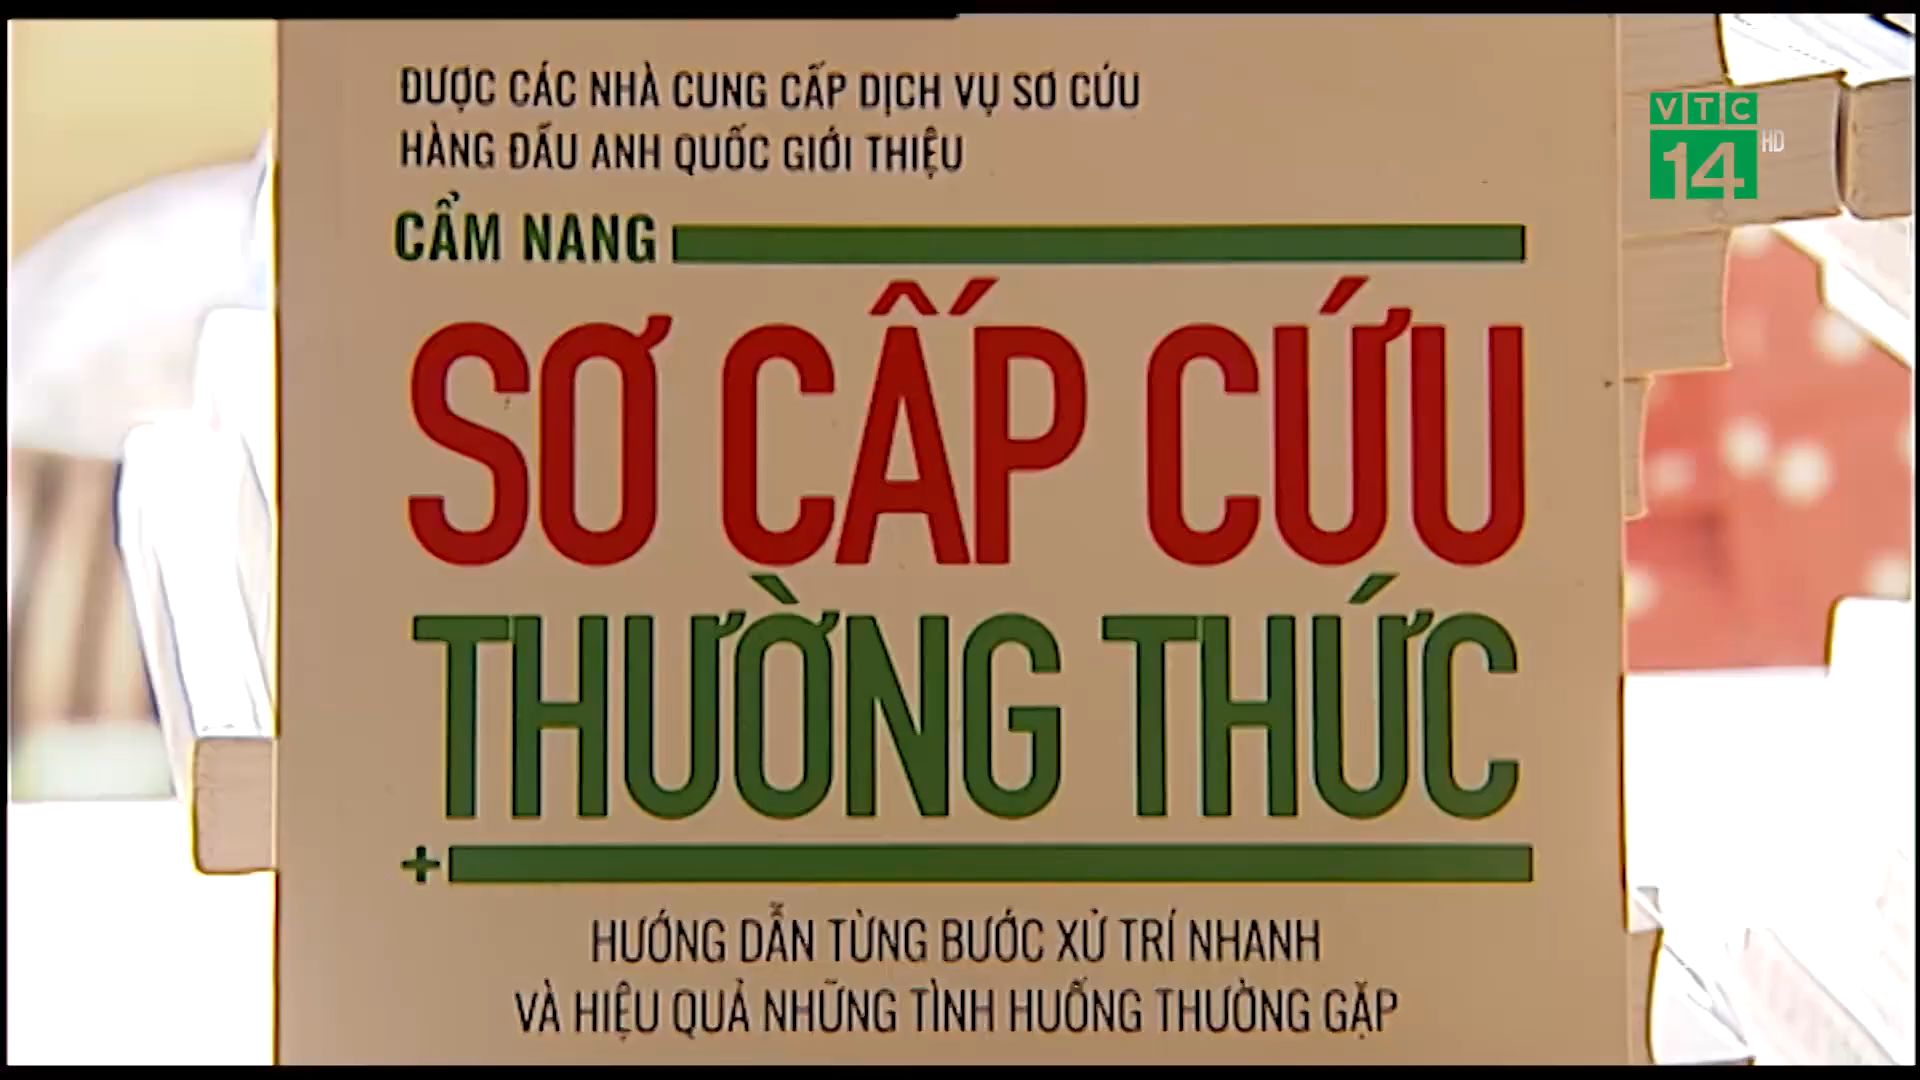 ĐƯỢC CÁC NHÀ CUNG CẤP DỊCH VỤ SƠ CỨU
HÀNG ĐẦU ANH QUỐC GIỚI THIỆU
CẨM NANG
SƠ CẤP CỨU
THƯỜNG THỨC
+
HƯỚNG DẪN TỪNG BƯỚC XỬ TRÍ NHANH
VÀ HIỆU QUẢ NHỮNG TÌNH HUỐNG THƯỜNG GẶP
VTC
14 HD